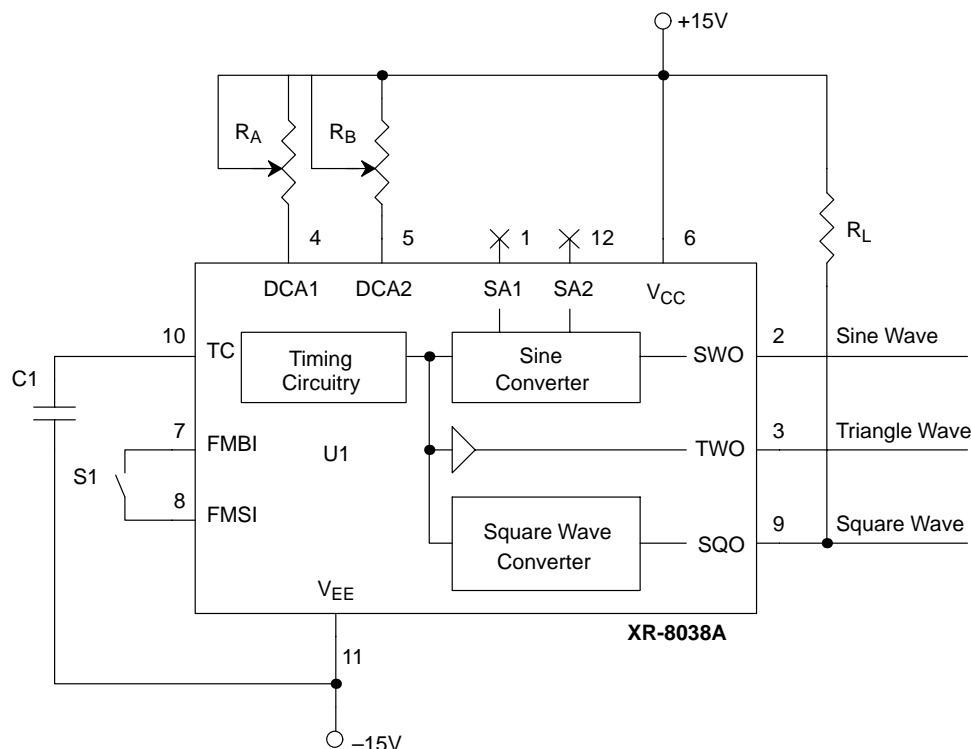 +15V
RA
RB
RL
4
5
1
12
6
DCA1
DCA2
SA1
SA2
VCC
10
TC
Timing
Circuitry
Sine
Converter
SWO
2
Sine Wave
C1
7
FMBI
U1
TWO
3
Triangle Wave
S1
8
FMSI
Square Wave
Converter
SQO
9
Square Wave
VEE
XR-8038A
11
–15V